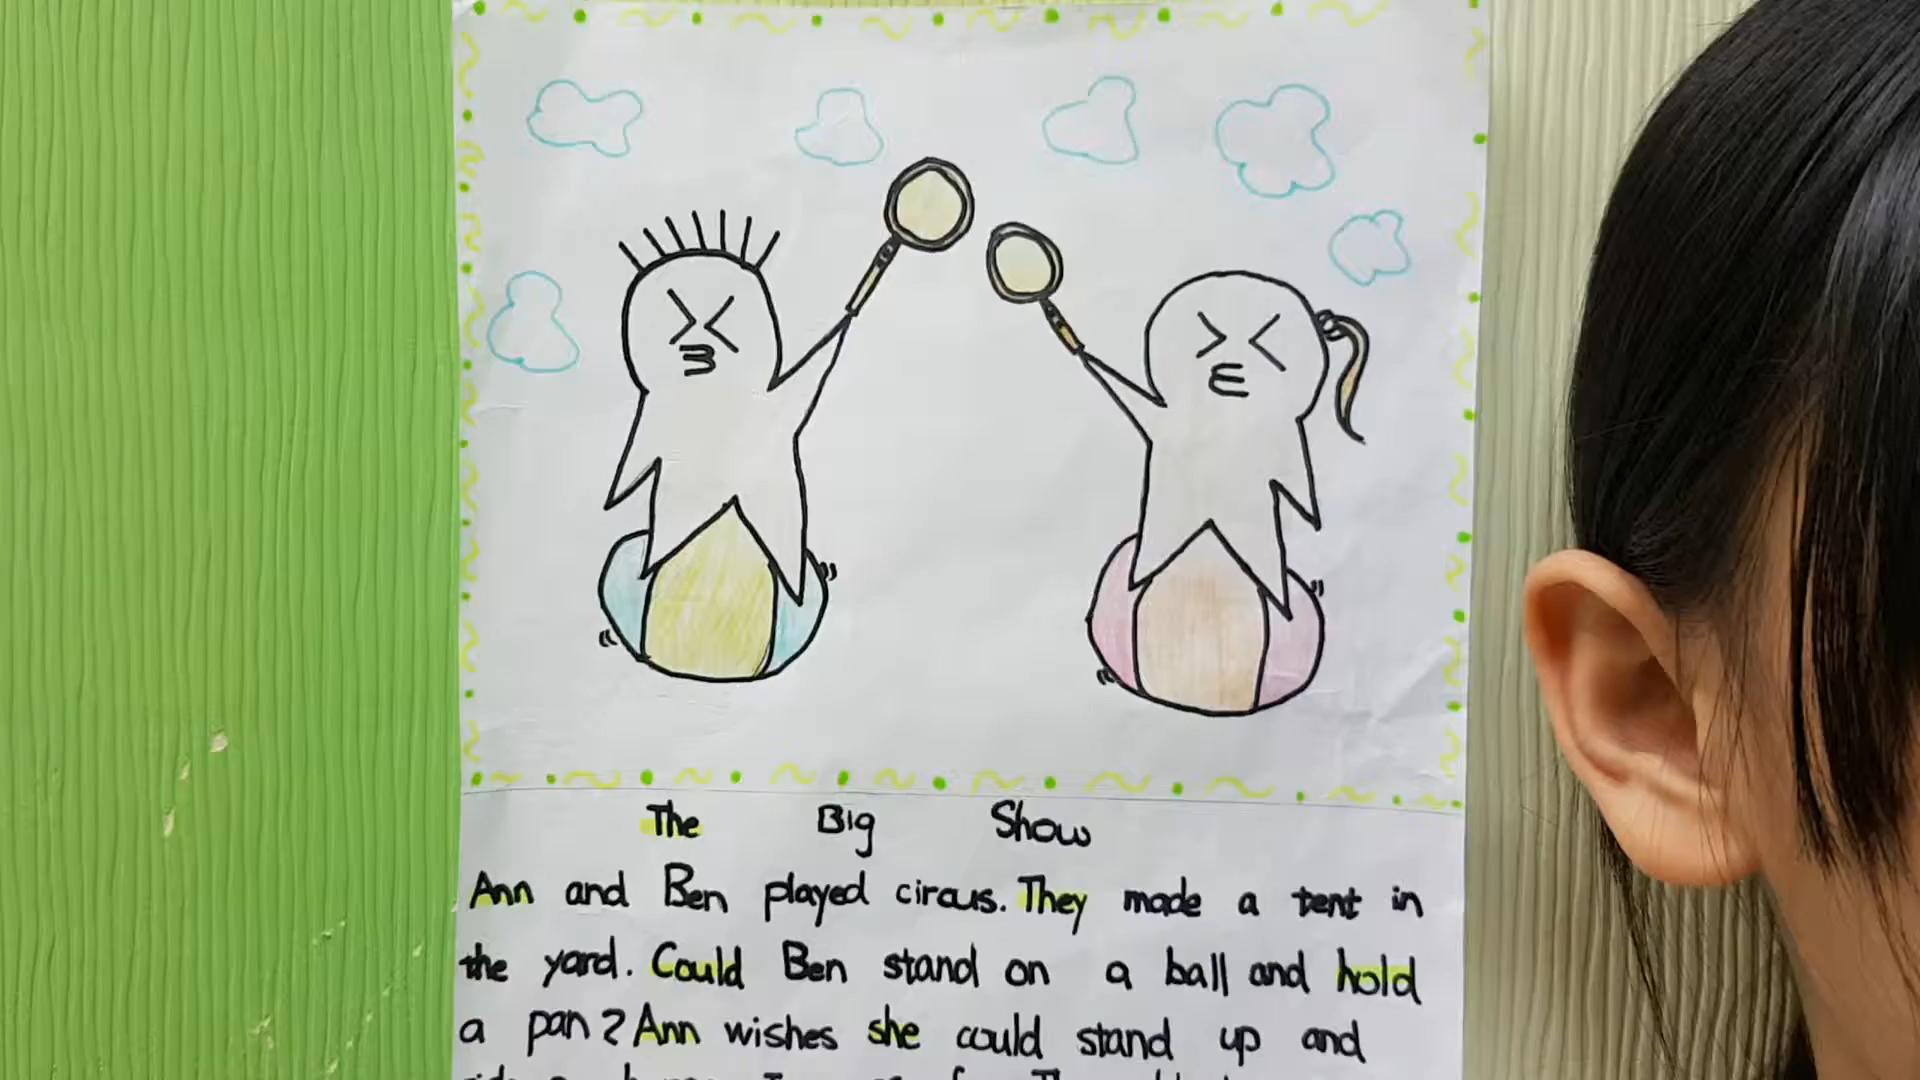 The Big Show
Ann and Ben played circus. They made a tent in
the yard. Could Ben stand on a ball and hold
a pan? Ann wishes she could stand up and